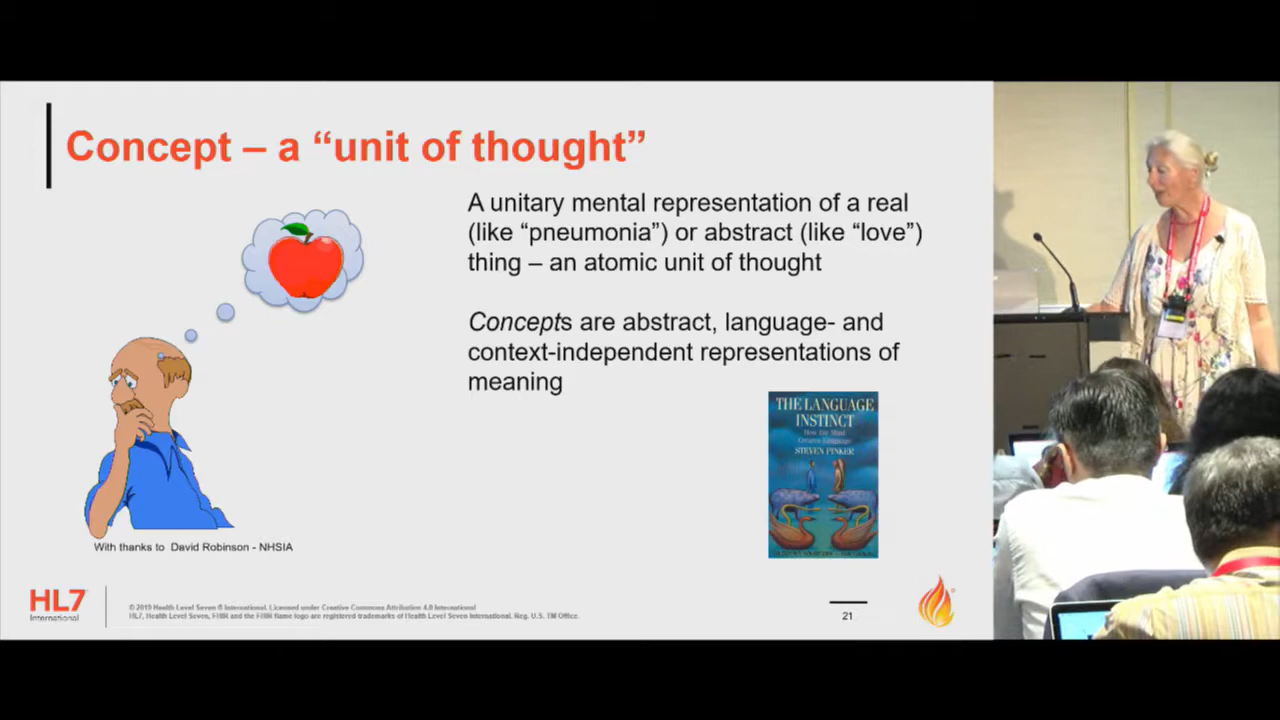 Concept – a “unit of thought”
A unitary mental representation of a real
(like “pneumonia”) or abstract (like “love”)
thing – an atomic unit of thought
Concepts are abstract, language- and
context-independent representations of
meaning
THE LANGUAGE
INSTINCT
How the Mind
Creates Language
STEVEN PINKER
With thanks to David Robinson - NHSIA
HL7
International
© 2019 Health Level Seven ® International. Licensed under Creative Commons Attribution 4.0 International
HL7, Health Level Seven, FHIR and the FHIR flame logo are registered trademarks of Health Level Seven International. Reg. U.S. TM Office.
21